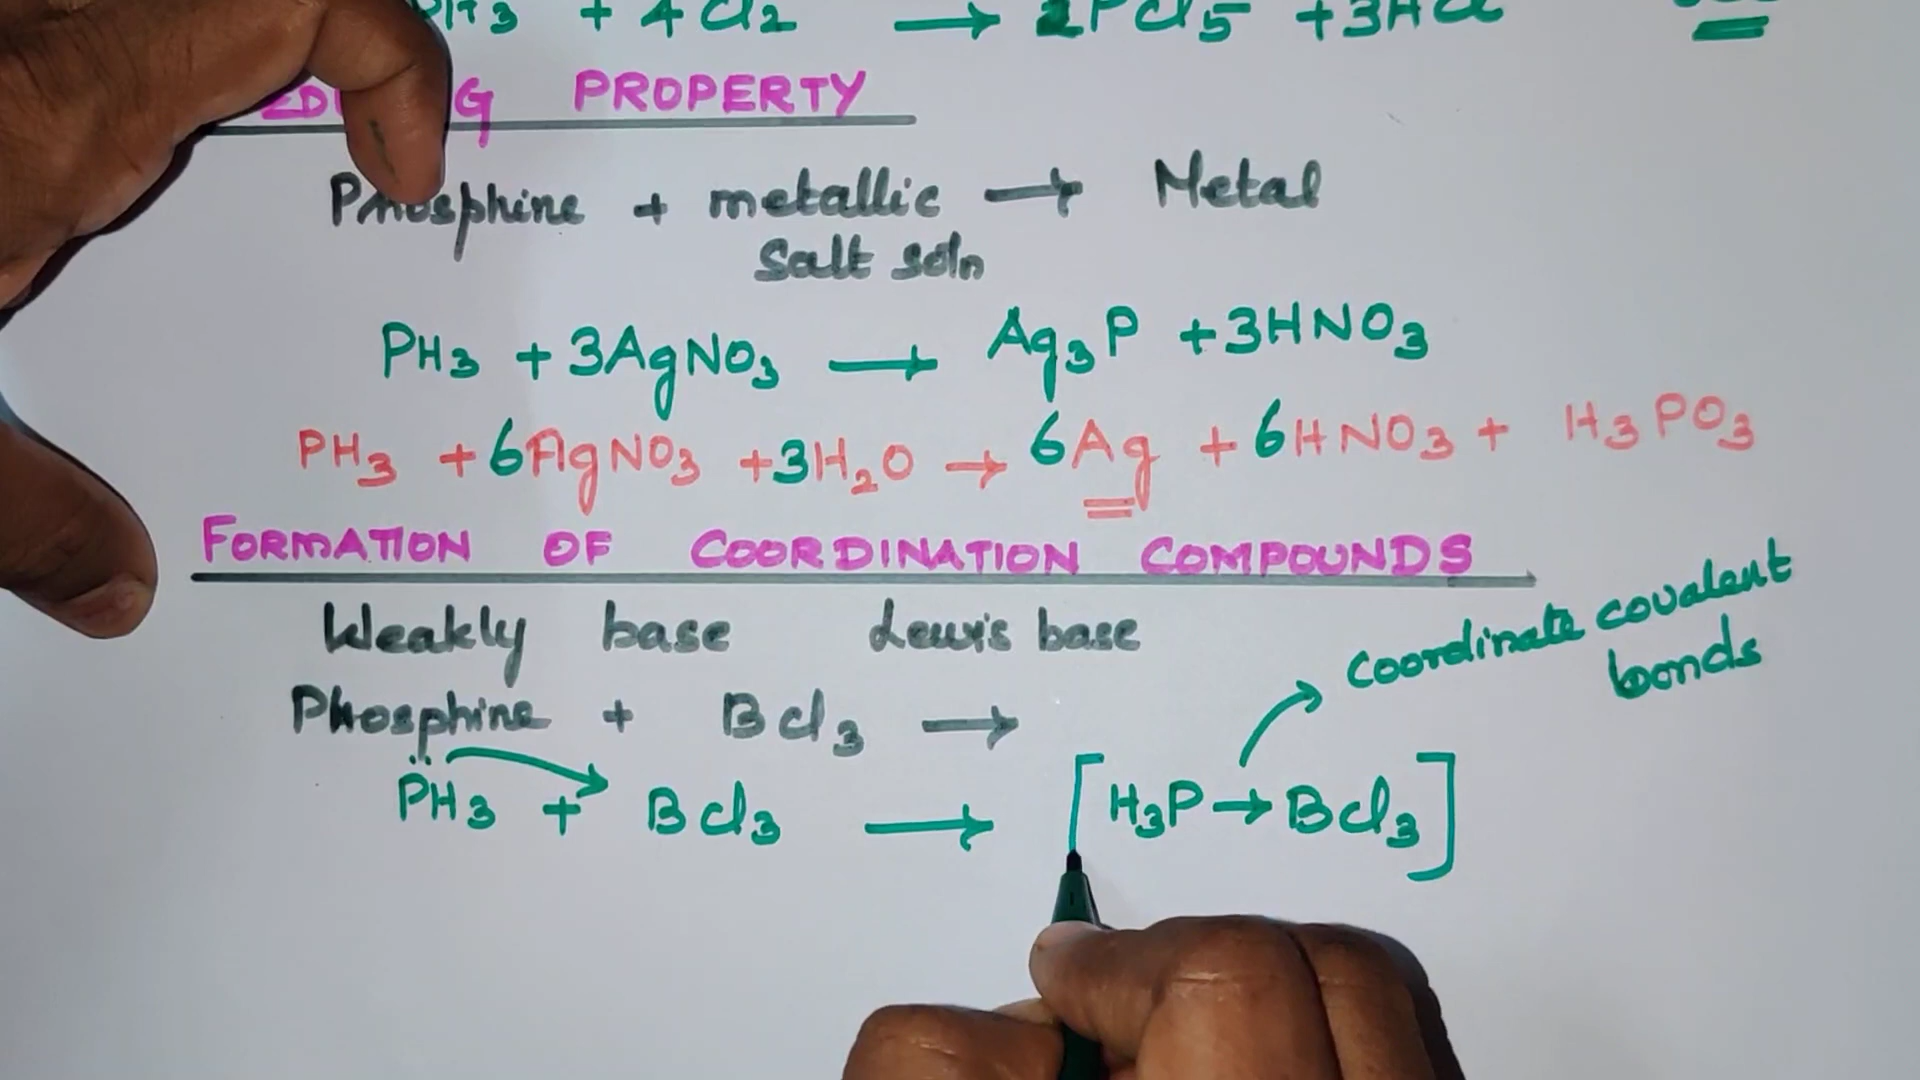 PH3 + 4Cl2 → 2PCl5 + 3HCl
PROPERTY
Phosphine + metallic → Metal
Salt soln
PH3 + 3AgNO3 → Ag3P + 3HNO3
PH3 + 6AgNO3 + 3H2O → 6Ag + 6HNO3 + H3PO3
FORMATION OF COORDINATION COMPOUNDS
Weakly base Lewis base
Coordinate covalent
bonds
Phosphine + BCl3 →
PH3 + BCl3 → [H3P→BCl3]